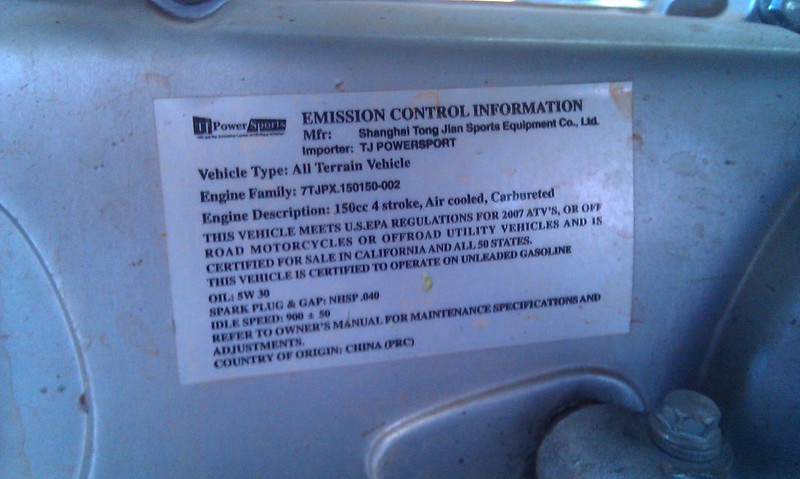 TJ Power Sports
EMISSION CONTROL INFORMATION
Mfr: Shanghai Tong Jian Sports Equipment Co., Ltd.
Importer: TJ POWERSPORT
Vehicle Type: All Terrain Vehicle
Engine Family: 7TJPX.150150-002
Engine Description: 150cc 4 stroke, Air cooled, Carbureted
THIS VEHICLE MEETS U.S.EPA REGULATIONS FOR 2007 ATV'S, OR OFF
ROAD MOTORCYCLES OR OFFROAD UTILITY VEHICLES AND IS
CERTIFIED FOR SALE IN CALIFORNIA AND ALL 50 STATES.
THIS VEHICLE IS CERTIFIED TO OPERATE ON UNLEADED GASOLINE
OIL: 5W 30
SPARK PLUG & GAP: NHSP .040
IDLE SPEED: 900 ± 50
REFER TO OWNER'S MANUAL FOR MAINTENANCE SPECIFICATIONS AND
ADJUSTMENTS.
COUNTRY OF ORIGIN: CHINA (PRC)